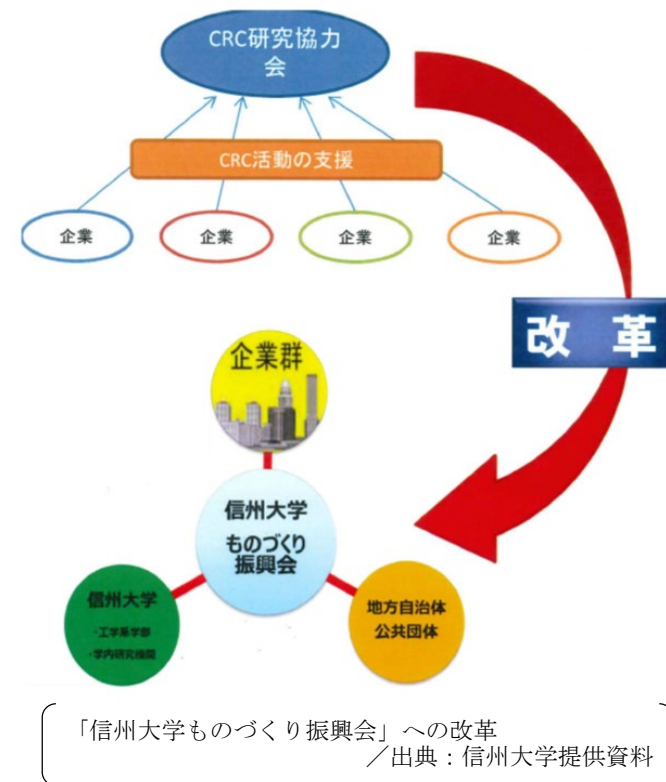 CRC研究協力
会
CRC活動の支援
企業
企業
企業
企業
改 革
企業群
信州大学
ものづくり
振興会
信州大学
・工学系学部
・学内研究機関
地方自治体
公共団体
「信州大学ものづくり振興会」への改革
／出典：信州大学提供資料